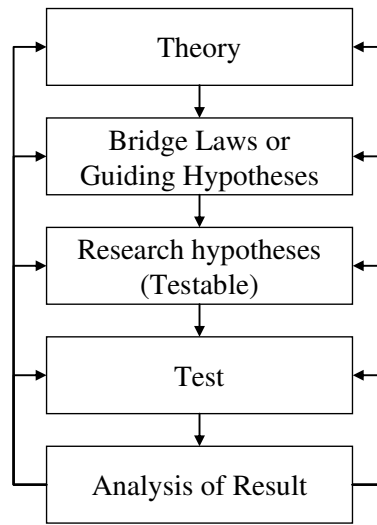 Theory
Bridge Laws or
Guiding Hypotheses
Research hypotheses
(Testable)
Test
Analysis of Result